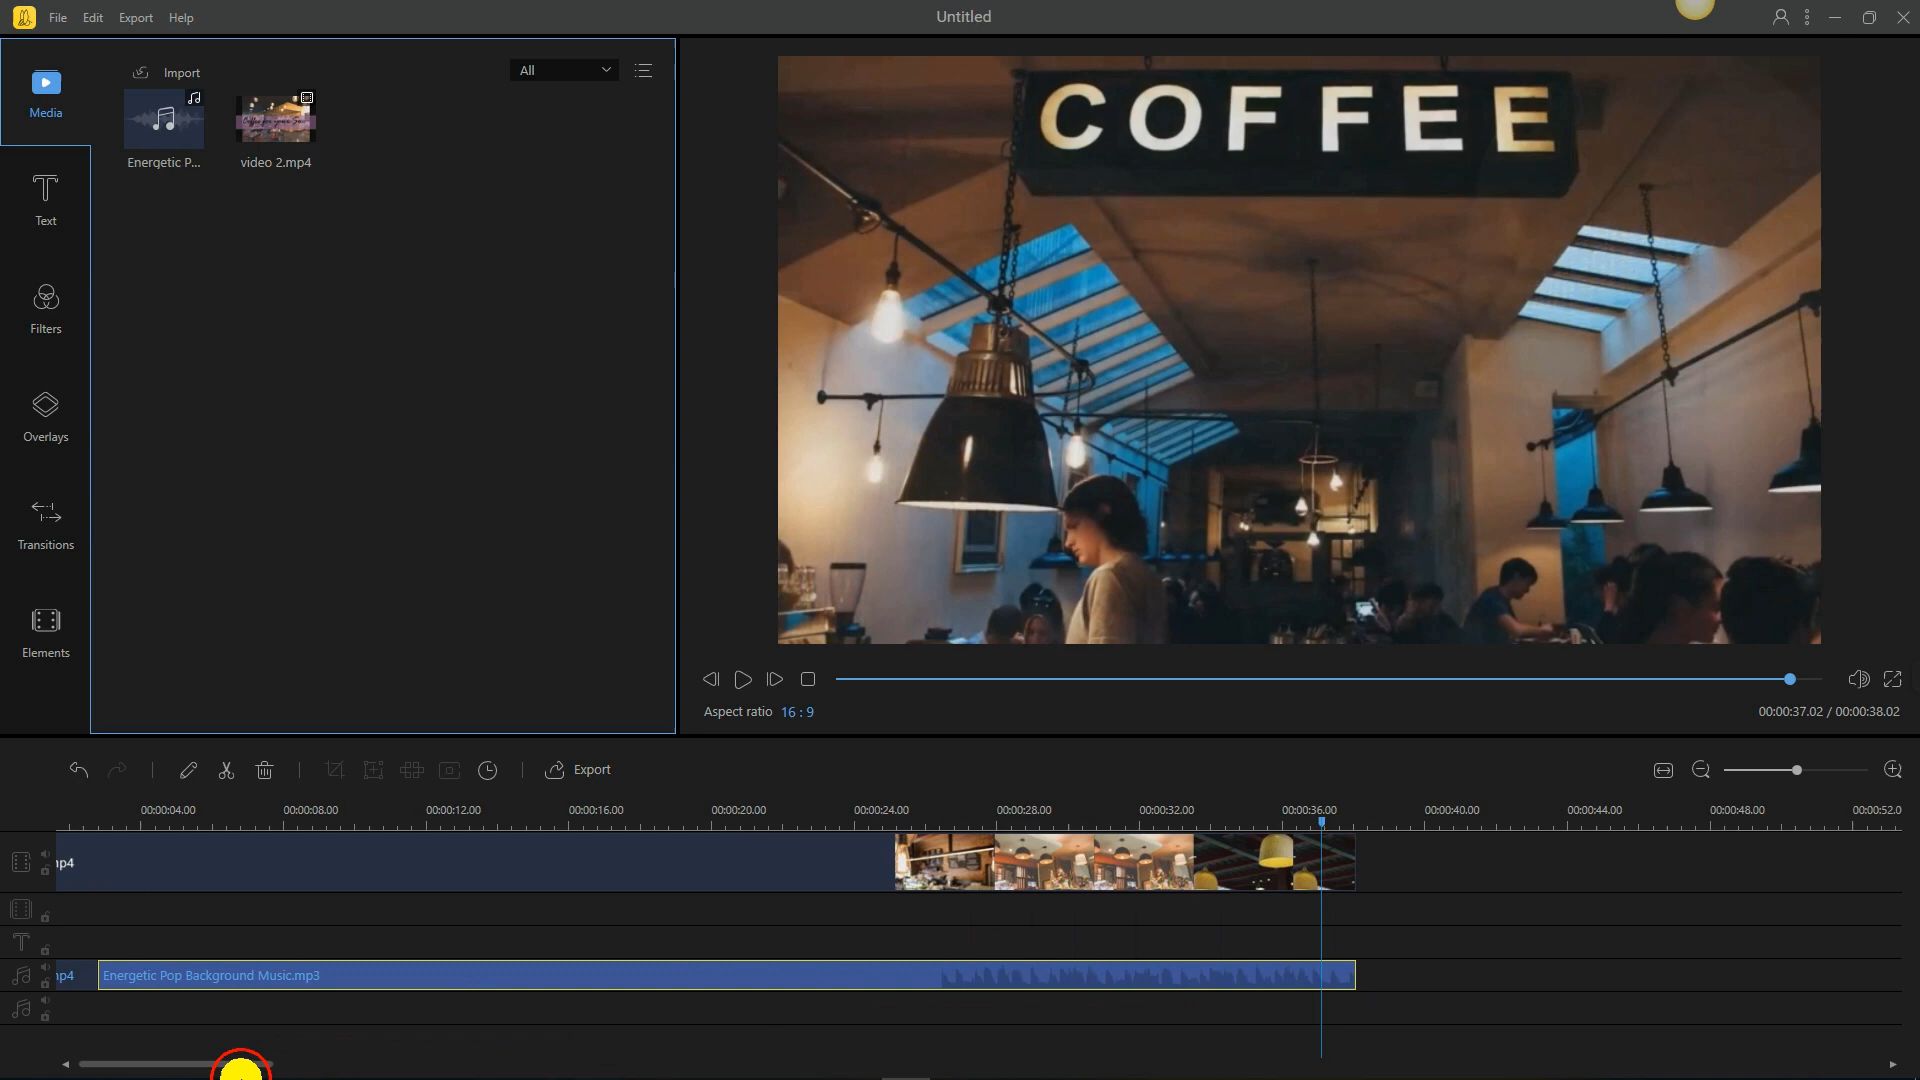 File Edit Export Help
Untitled
Media
Import
All
Energetic P...
video 2.mp4
Text
Filters
Overlays
Transitions
Elements
COFFEE
Aspect ratio 16 : 9
00:00:37.02 / 00:00:38.02
Export
00:00:04.00 00:00:08.00 00:00:12.00 00:00:16.00 00:00:20.00 00:00:24.00 00:00:28.00 00:00:32.00 00:00:36.00 00:00:40.00 00:00:44.00 00:00:48.00 00:00:52.0
p4
p4 Energetic Pop Background Music.mp3